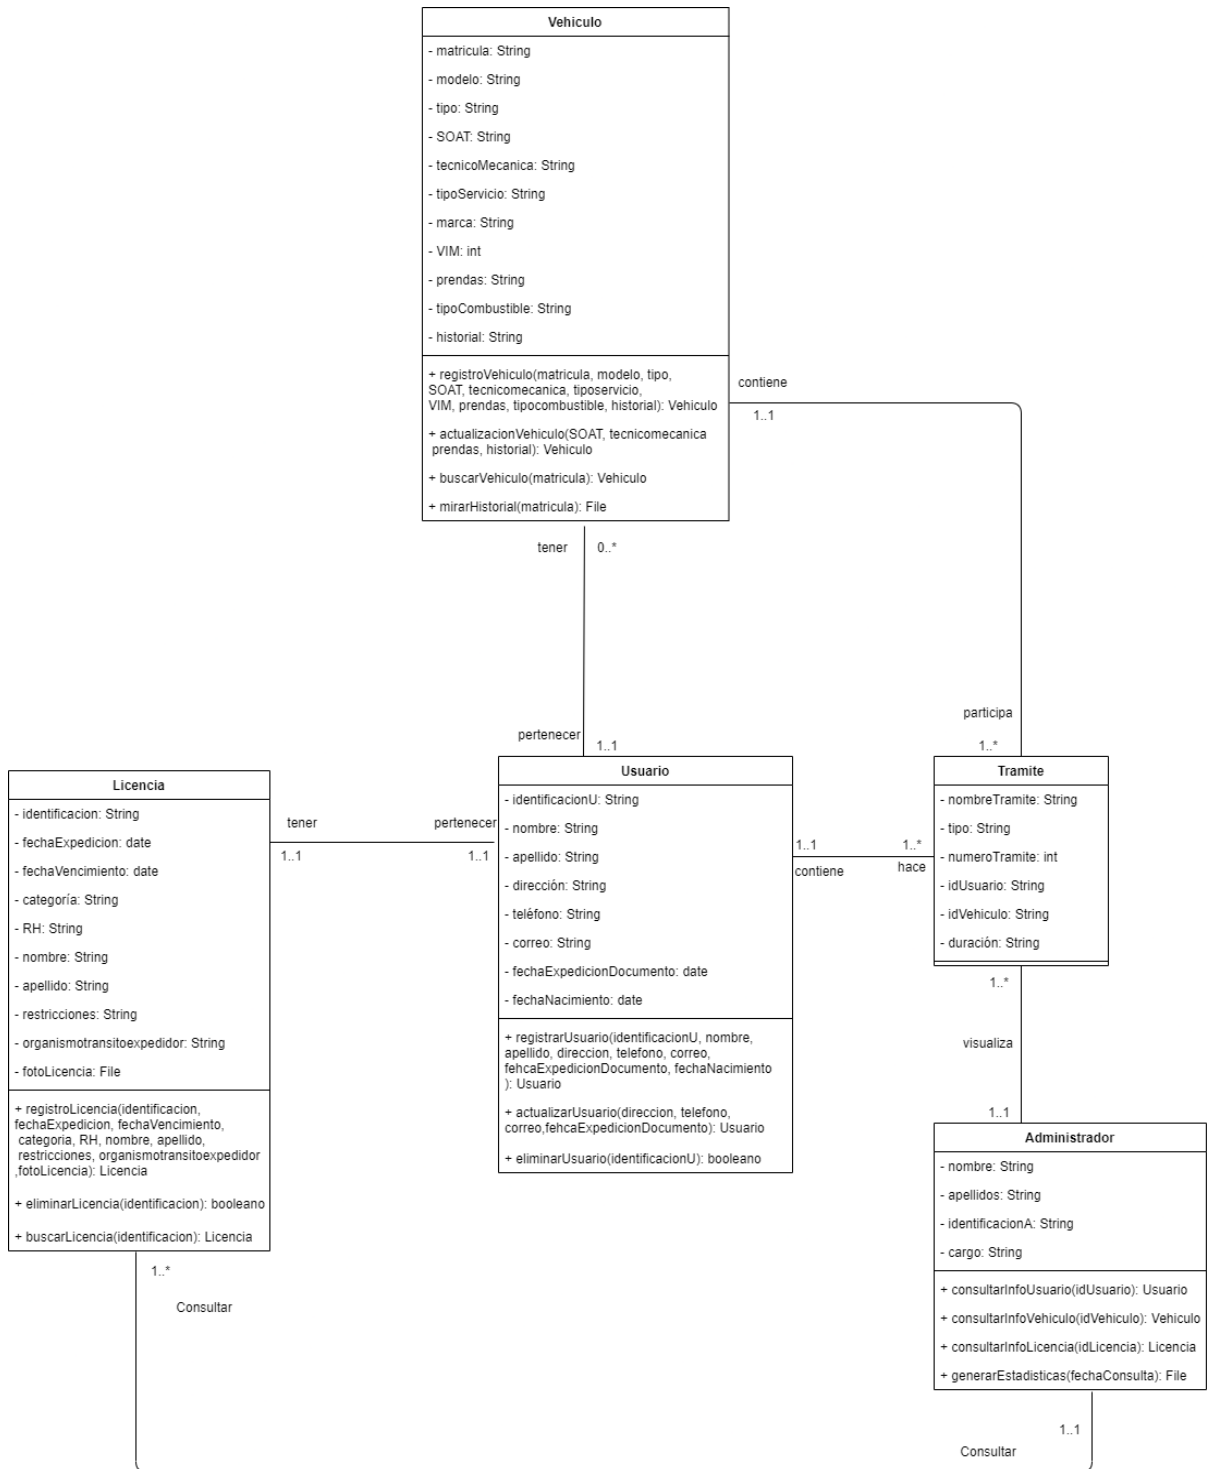 Vehiculo
- matricula: String
- modelo: String
- tipo: String
- SOAT: String
- tecnicoMecanica: String
- tipoServicio: String
- marca: String
- VIM: int
- prendas: String
- tipoCombustible: String
- historial: String
+ registroVehiculo(matricula, modelo, tipo,
SOAT, tecnicomecanica, tiposervicio,
VIM, prendas, tipocombustible, historial): Vehiculo
+ actualizacionVehiculo(SOAT, tecnicomecanica
prendas, historial): Vehiculo
+ buscarVehiculo(matricula): Vehiculo
+ mirarHistorial(matricula): File
contiene
1..1
tener
0..*
participa
1..*
pertenecer
1..1
Licencia
- identificacion: String
- fechaExpedicion: date
- fechaVencimiento: date
- categoría: String
- RH: String
- nombre: String
- apellido: String
- restricciones: String
- organismotransitoexpedidor: String
- fotoLicencia: File
+ registroLicencia(identificacion,
fechaExpedicion, fechaVencimiento,
categoria, RH, nombre, apellido,
restricciones, organismotransitoexpedidor
,fotoLicencia): Licencia
+ eliminarLicencia(identificacion): booleano
+ buscarLicencia(identificacion): Licencia
tener
1..1
pertenecer
1..1
Usuario
- identificacionU: String
- nombre: String
- apellido: String
- dirección: String
- teléfono: String
- correo: String
- fechaExpedicionDocumento: date
- fechaNacimiento: date
+ registrarUsuario(identificacionU, nombre,
apellido, direccion, telefono, correo,
fehcaExpedicionDocumento, fechaNacimiento
): Usuario
+ actualizarUsuario(direccion, telefono,
correo,fehcaExpedicionDocumento): Usuario
+ eliminarUsuario(identificacionU): booleano
1..1
contiene
1..*
hace
Tramite
- nombreTramite: String
- tipo: String
- numeroTramite: int
- idUsuario: String
- idVehiculo: String
- duración: String
1..*
visualiza
1..1
Administrador
- nombre: String
- apellidos: String
- identificacionA: String
- cargo: String
+ consultarInfoUsuario(idUsuario): Usuario
+ consultarInfoVehiculo(idVehiculo): Vehiculo
+ consultarInfoLicencia(idLicencia): Licencia
+ generarEstadisticas(fechaConsulta): File
1..*
Consultar
1..1
Consultar